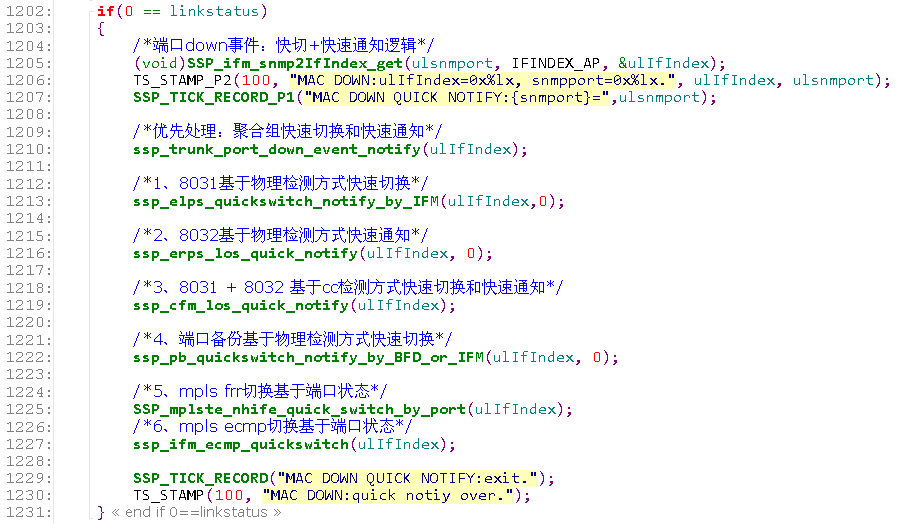 1202: if(0 == linkstatus)
1203: {
1204: /*端口down事件：快切+快速通知逻辑*/
1205: (void)SSP_ifm_snmp2IfIndex_get(ulsnmport, IFINDEX_AP, &ulIfIndex);
1206: TS_STAMP_P2(100, "MAC DOWN:ulIfIndex=0x%lx, snmpport=0x%lx.", ulIfIndex, ulsnmport);
1207: SSP_TICK_RECORD_P1("MAC DOWN QUICK NOTIFY:{snmport}=",ulsnmport);
1208:
1209: /*优先处理：聚合组快速切换和快速通知*/
1210: ssp_trunk_port_down_event_notify(ulIfIndex);
1211:
1212: /*1、8031基于物理检测方式快速切换*/
1213: ssp_elps_quickswitch_notify_by_IFM(ulIfIndex,0);
1214:
1215: /*2、8032基于物理检测方式快速通知*/
1216: ssp_erps_los_quick_notify(ulIfIndex, 0);
1217:
1218: /*3、8031 + 8032 基于cc检测方式快速切换和快速通知*/
1219: ssp_cfm_los_quick_notify(ulIfIndex);
1220:
1221: /*4、端口备份基于物理检测方式快速切换*/
1222: ssp_pb_quickswitch_notify_by_BFD_or_IFM(ulIfIndex, 0);
1223:
1224: /*5、mpls frr切换基于端口状态*/
1225: SSP_mplste_nhife_quick_switch_by_port(ulIfIndex);
1226: /*6、mpls ecmp切换基于端口状态*/
1227: ssp_ifm_ecmp_quickswitch(ulIfIndex);
1228:
1229: SSP_TICK_RECORD("MAC DOWN QUICK NOTIFY:exit.");
1230: TS_STAMP(100, "MAC DOWN:quick notiy over.");
1231: } « end if 0==linkstatus »